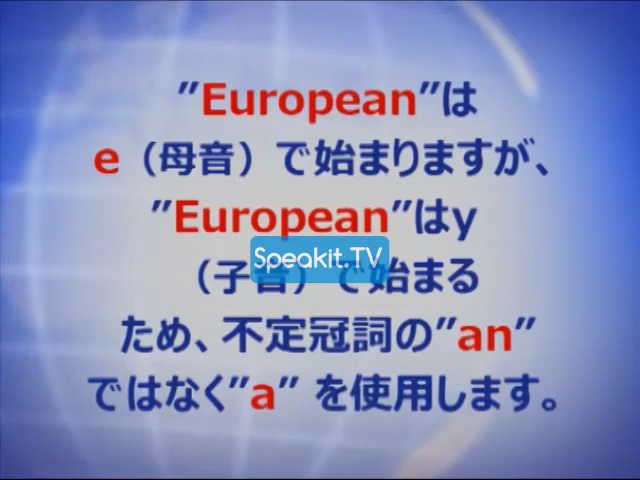 ”European”は
e（母音）で始まりますが、
”European”はy
Speakit.TV
（子音）で始まる
ため、不定冠詞の”an”
ではなく”a” を使用します。